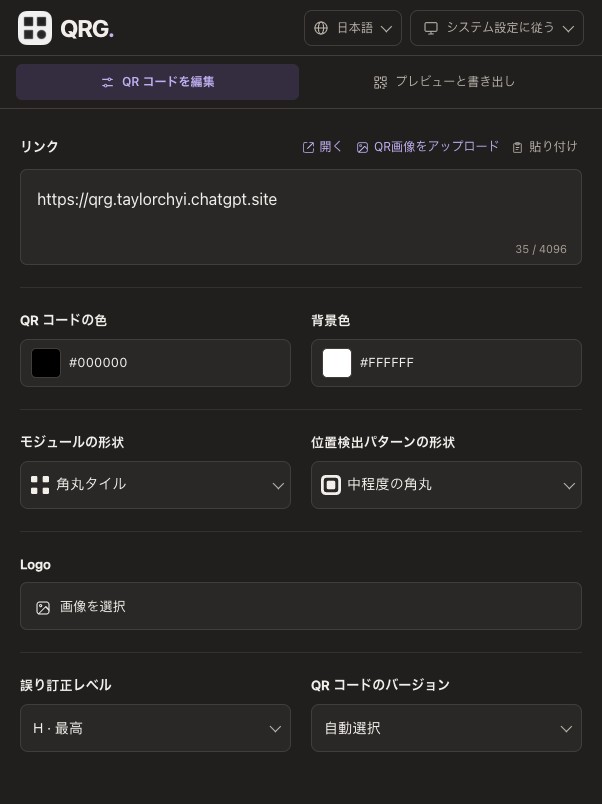 QRG.
日本語
システム設定に従う
QR コードを編集
プレビューと書き出し
リンク
開く
QR画像をアップロード
貼り付け
https://qrg.taylorchyi.chatgpt.site
35 / 4096
QR コードの色
背景色
#000000
#FFFFFF
モジュールの形状
位置検出パターンの形状
角丸タイル
中程度の角丸
Logo
画像を選択
誤り訂正レベル
QR コードのバージョン
H · 最高
自動選択